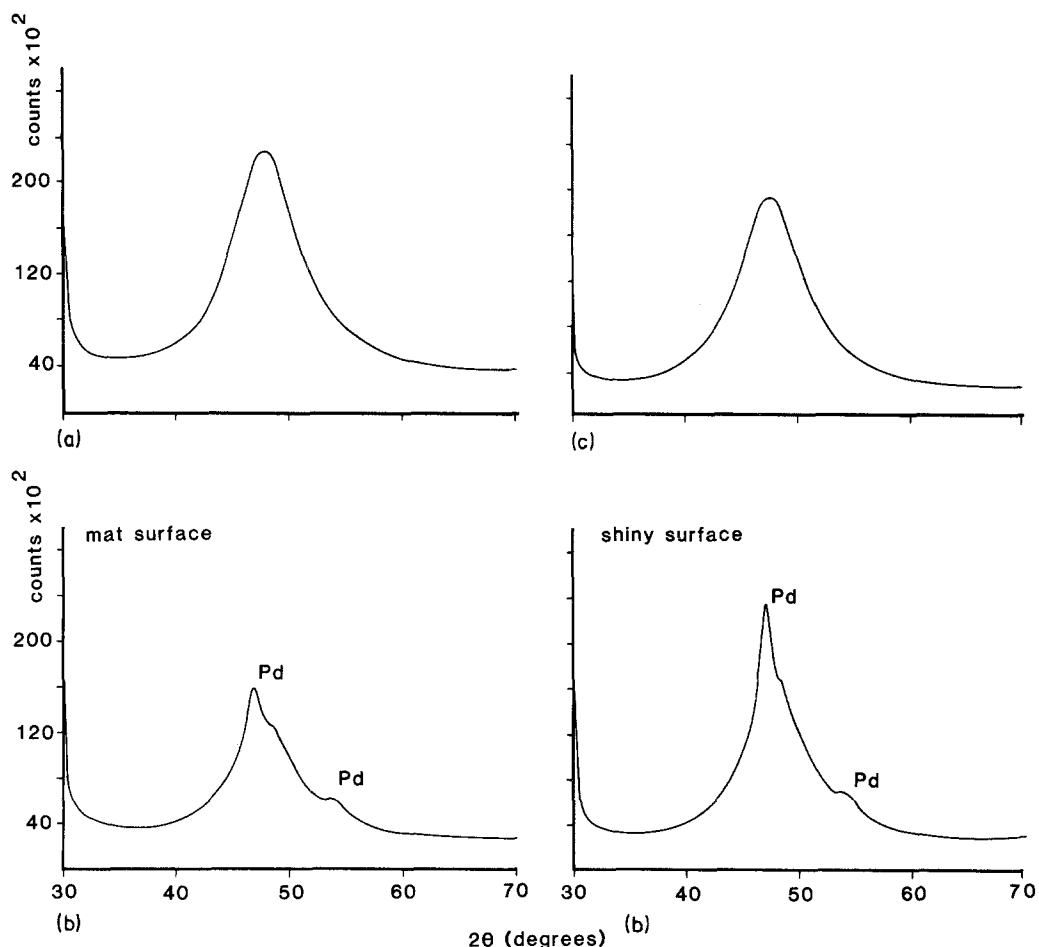 counts x10²
200
120
40
(a)
(c)
counts x10²
mat surface
200
120
40
Pd
Pd
30
40
50
60
70
(b)
shiny surface
Pd
Pd
30
40
50
60
70
(b)
2θ (degrees)